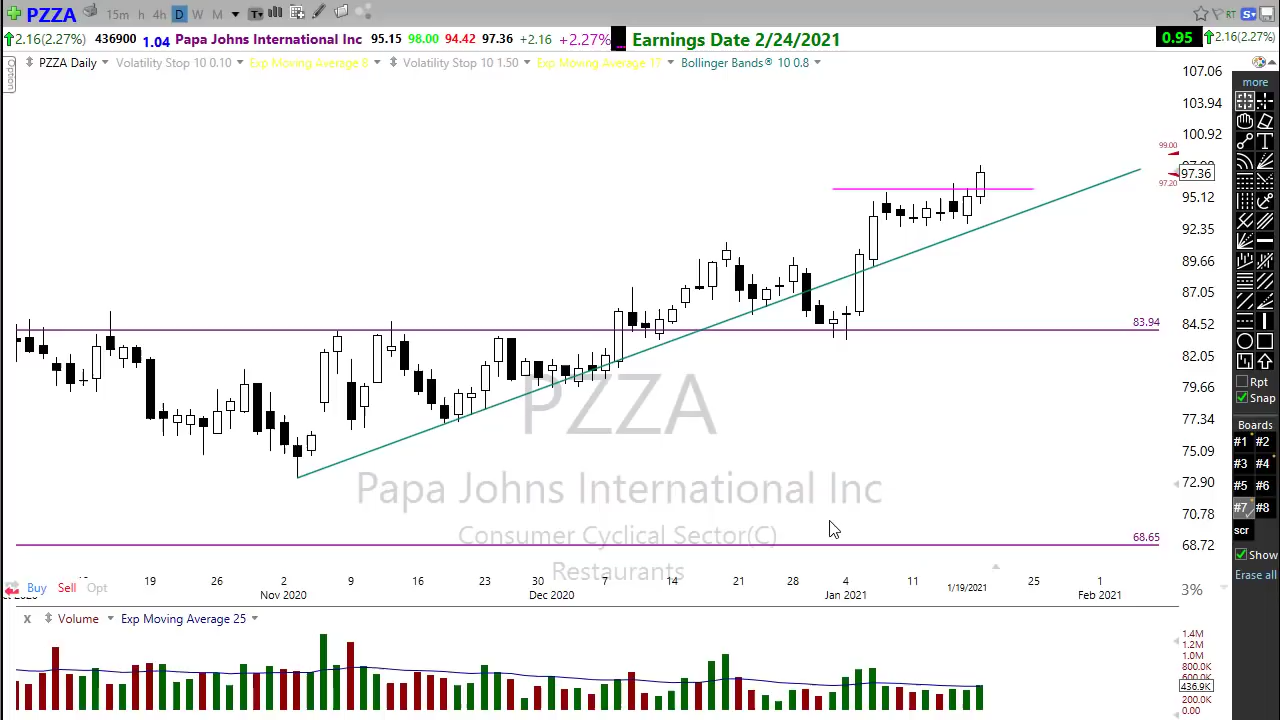 PZZA 15m h 4h D W M
2.16(2.27%) 436900 1.04 Papa Johns International Inc 95.15 98.00 94.42 97.36 +2.16 +2.27% ... Earnings Date 2/24/2021 0.95 2.16(2.27%)
RT S
Option
PZZA Daily Volatility Stop 10 0.10 Exp Moving Average 8 Volatility Stop 10 1.50 Exp Moving Average 17 Bollinger Bands® 10 0.8
107.06
103.94
100.92
99.00
97.36
97.20
95.12
92.35
89.66
87.05
84.52
83.94
82.05
79.66
77.34
75.09
72.90
70.78
68.72
68.65
PZZA
Papa Johns International Inc
Consumer Cyclical Sector(C)
Restaurants
19 26 2 9 16 23 30 7 14 21 28 4 11 1/19/2021 25 1
Nov 2020 Dec 2020 Jan 2021 Feb 2021
Buy Sell Opt
3%
X Volume Exp Moving Average 25
1.4M
1.2M
1.0M
800.0K
436.9K
200.0K
0.00
more
Rpt
Snap
Boards
#1 #2
#3 #4
#5 #6
#7 #8
scr
Show
Erase all